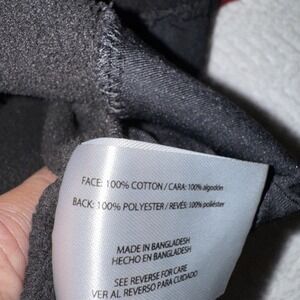 FACE: 100% COTTON / CARA: 100% algodón
BACK: 100% POLYESTER / REVÉS: 100% poliéster
MADE IN BANGLADESH
HECHO EN BANGLADESH
SEE REVERSE FOR CARE
VER AL REVERSO PARA CUIDADO